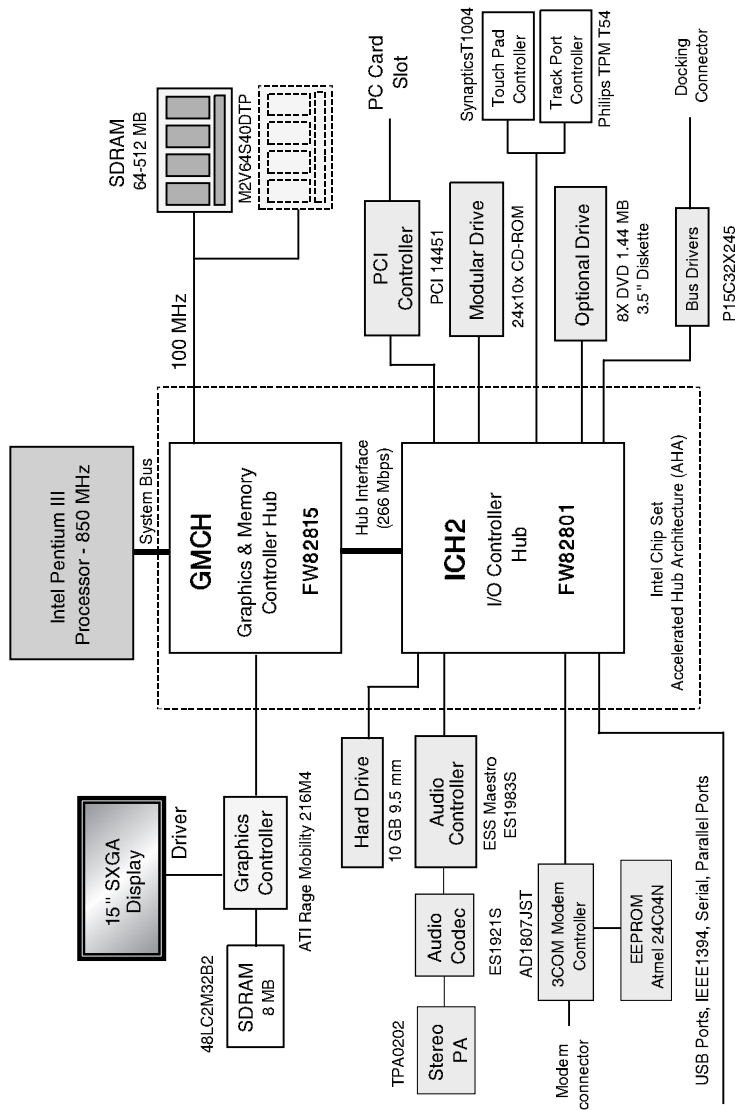 Intel Pentium III
Processor - 850 MHz
System Bus
SDRAM
64-512 MB
M2V64S40DTP
100 MHz
15" SXGA
Display
Driver
Graphics
Controller
ATI Rage Mobility 216M4
48LC2M32B2
SDRAM
8 MB
GMCH
Graphics & Memory
Controller Hub
FW82815
Hub Interface
(266 Mbps)
ICH2
I/O Controller
Hub
FW82801
Intel Chip Set
Accelerated Hub Architecture (AHA)
PCI
Controller
PCI 14451
PC Card
Slot
Modular Drive
24x10x CD-ROM
SynapticsT1004
Touch Pad
Controller
Track Port
Controller
Philips TPM T54
Optional Drive
8X DVD 1.44 MB
3.5 " Diskette
Bus Drivers
P15C32X245
Docking
Connector
Hard Drive
10 GB 9.5 mm
Audio
Controller
ESS Maestro
ES1983S
Audio
Codec
ES1921S
TPA0202
Stereo
PA
AD1807JST
3COM Modem
Controller
Modem
connector
EEPROM
Atmel 24C04N
USB Ports, IEEE1394, Serial, Parallel Ports